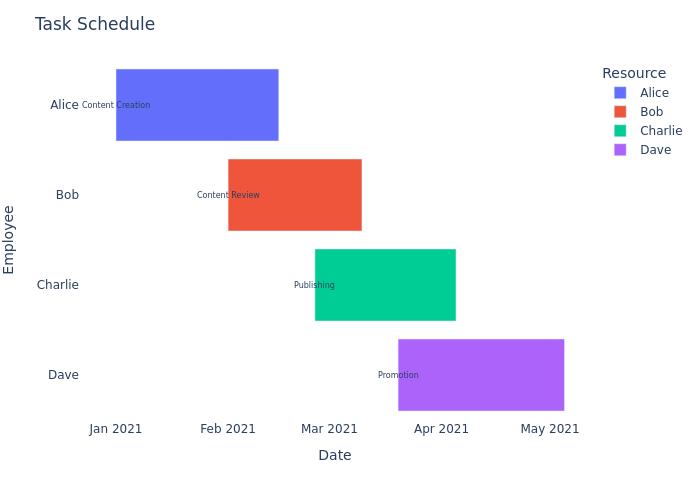 Task Schedule
Resource
Alice
Bob
Charlie
Dave
Employee
Alice
Content Creation
Bob
Content Review
Charlie
Publishing
Dave
Promotion
Jan 2021
Feb 2021
Mar 2021
Apr 2021
May 2021
Date